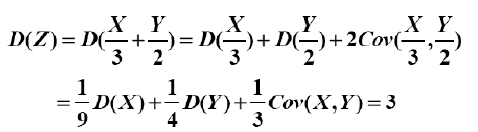 D(Z) = D(X/3 + Y/2) = D(X/3) + D(Y/2) + 2Cov(X/3, Y/2)
= 1/9 D(X) + 1/4 D(Y) + 1/3 Cov(X, Y) = 3